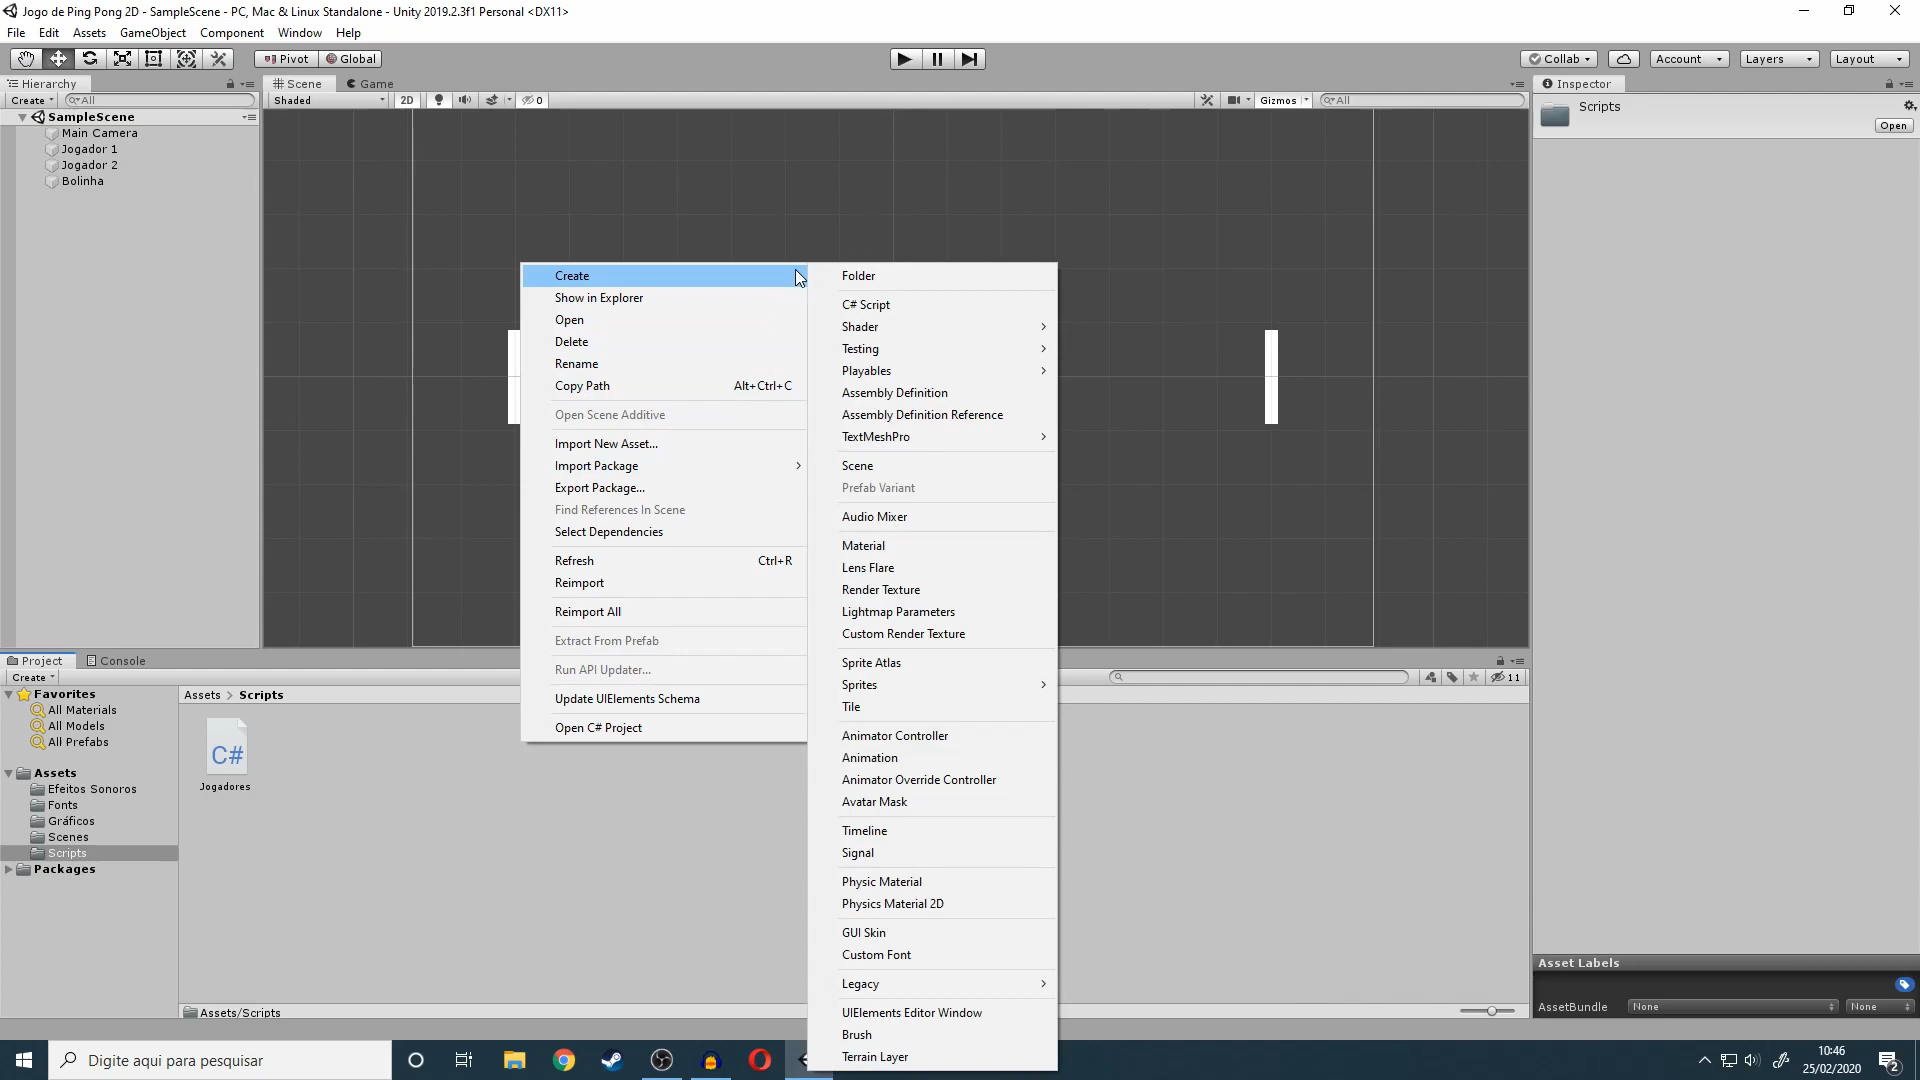 Jogo de Ping Pong 2D - SampleScene - PC, Mac & Linux Standalone - Unity 2019.2.3f1 Personal <DX11>
File Edit Assets GameObject Component Window Help
Pivot Global Collab Account Layers Layout
Hierarchy
Create All
SampleScene
Main Camera
Jogador 1
Jogador 2
Bolinha
Scene Game
Shaded 2D 0 Gizmos All
Inspector
Scripts
Open
Create
Show in Explorer
Open
Delete
Rename
Copy Path Alt+Ctrl+C
Open Scene Additive
Import New Asset...
Import Package
Export Package...
Find References In Scene
Select Dependencies
Refresh Ctrl+R
Reimport
Reimport All
Extract From Prefab
Run API Updater...
Update UIElements Schema
Open C# Project
Folder
C# Script
Shader
Testing
Playables
Assembly Definition
Assembly Definition Reference
TextMeshPro
Scene
Prefab Variant
Audio Mixer
Material
Lens Flare
Render Texture
Lightmap Parameters
Custom Render Texture
Sprite Atlas
Sprites
Tile
Animator Controller
Animation
Animator Override Controller
Avatar Mask
Timeline
Signal
Physic Material
Physics Material 2D
GUI Skin
Custom Font
Legacy
UIElements Editor Window
Brush
Terrain Layer
Project Console
Create
11
Favorites
All Materials
All Models
All Prefabs
Assets
Efeitos Sonoros
Fonts
Gráficos
Scenes
Scripts
Packages
Assets > Scripts
C#
Jogadores
Assets/Scripts
Asset Labels
AssetBundle None None
Digite aqui para pesquisar
10:46
25/02/2020
2